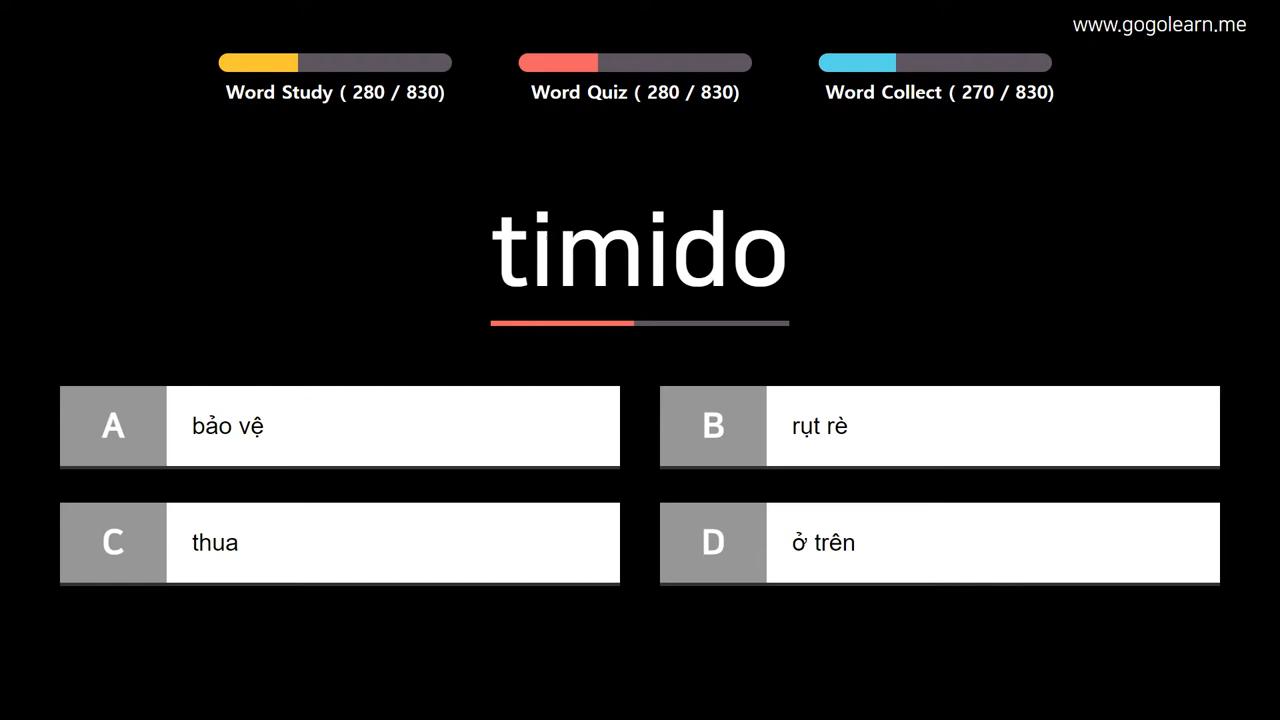 www.gogolearn.me
Word Study ( 280 / 830)
Word Quiz ( 280 / 830)
Word Collect ( 270 / 830)
timido
A
bảo vệ
B
rụt rè
C
thua
D
ở trên